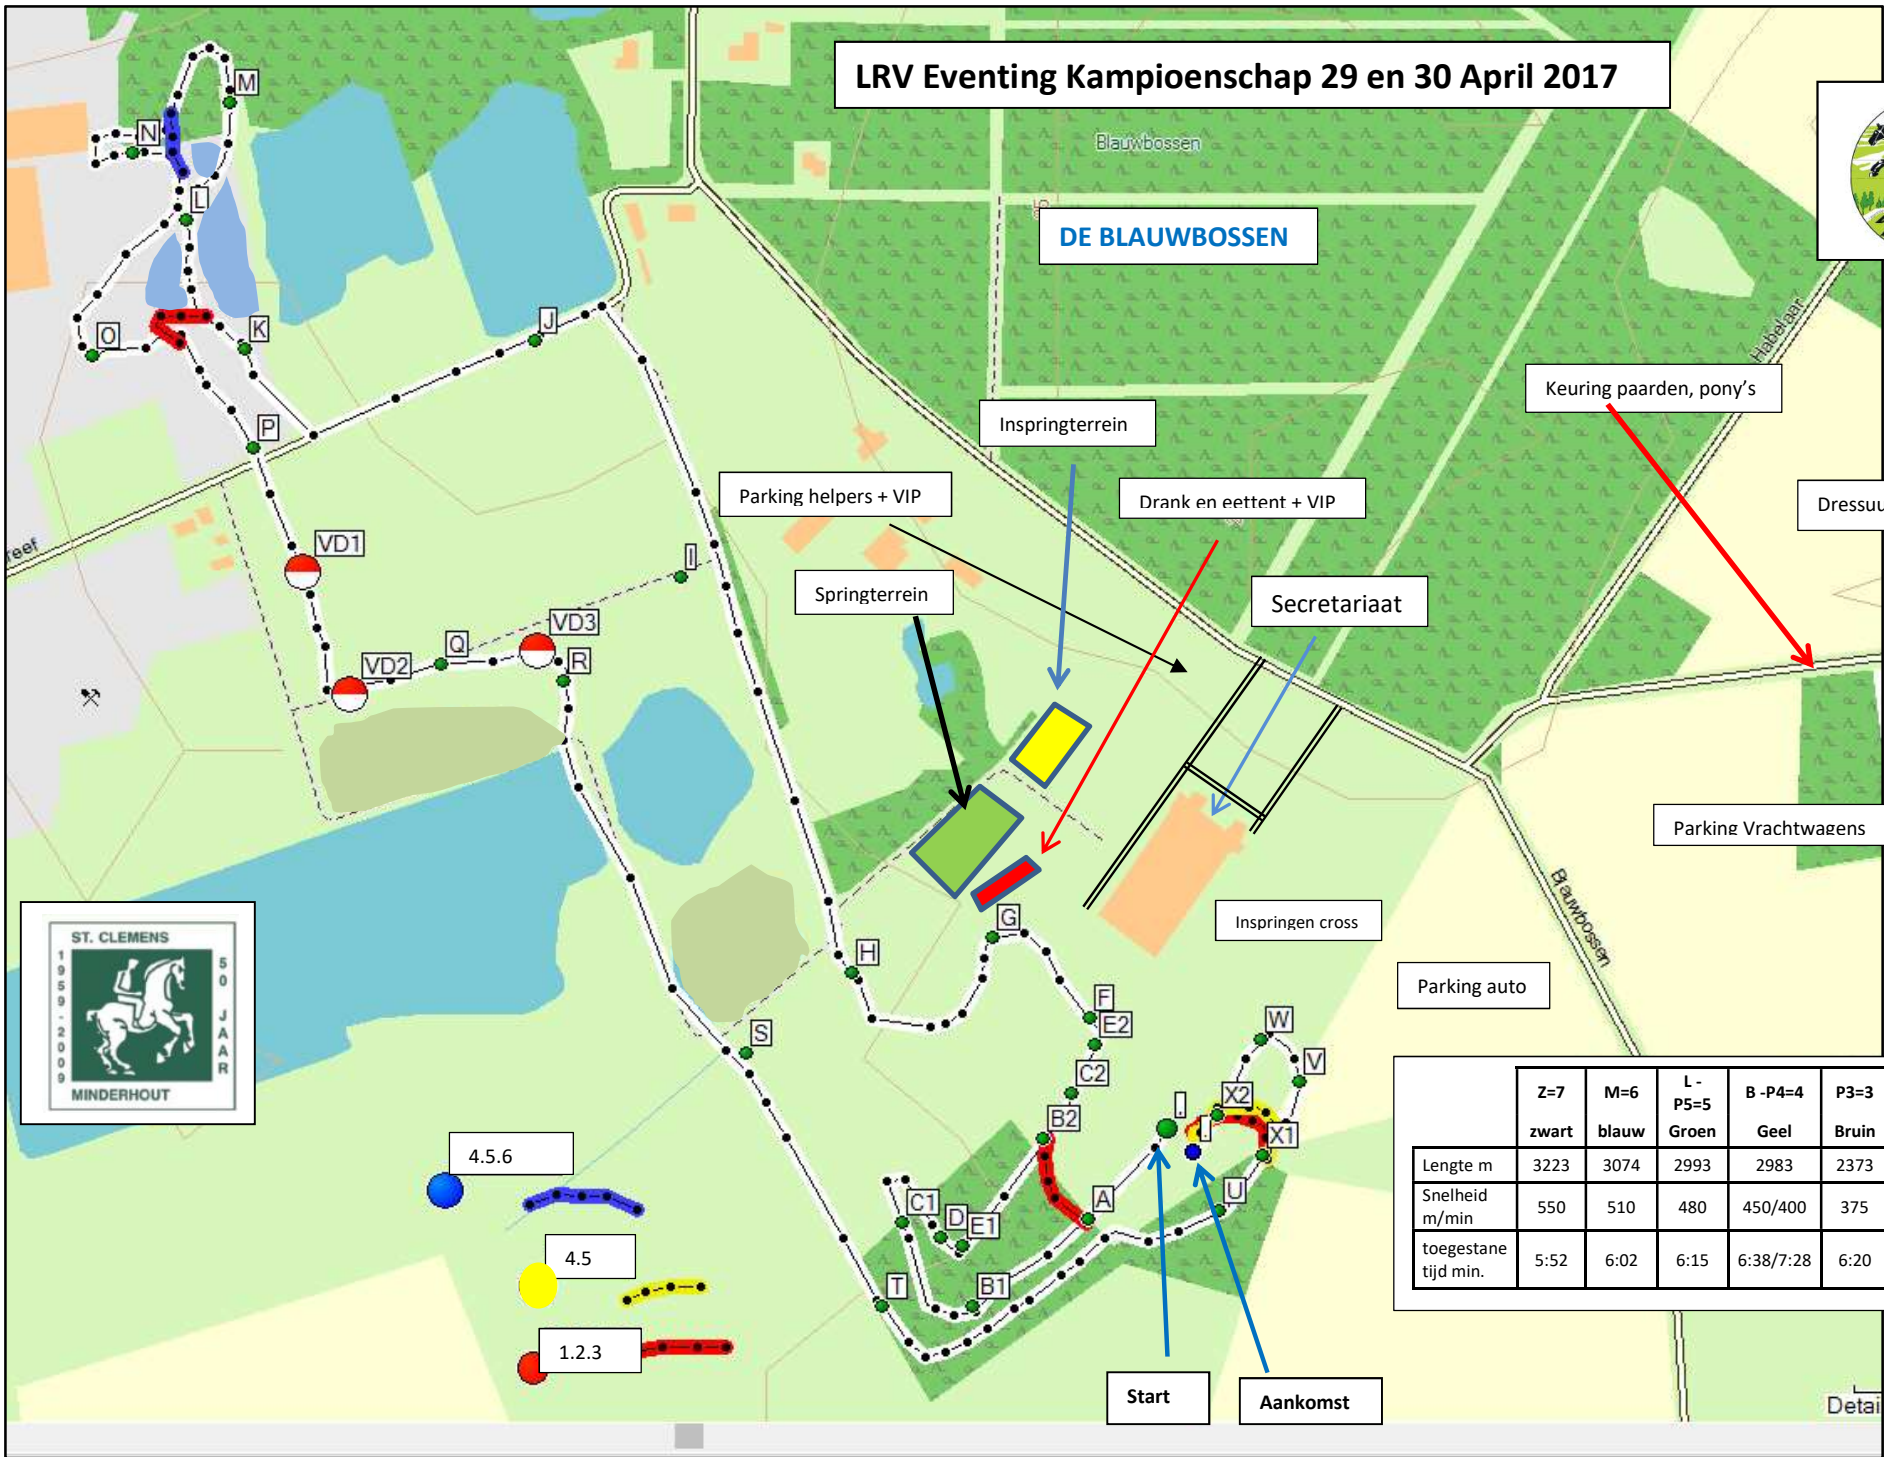 LRV Eventing Kampioenschap 29 en 30 April 2017
Blauwbossen
DE BLAUWBOSSEN
Habelaar
M
N
L
O
K
J
P
Keuring paarden, pony's
Inspringterrein
Parking helpers + VIP
Drank en eettent + VIP
Dressuu
reef
VD1
I
Springterrein
Secretariaat
VD3
Q
R
VD2
Parking Vrachtwagens
Blauwbossen
ST. CLEMENS
1959-2009
50 JAAR
MINDERHOUT
G
Inspringen cross
H
Parking auto
F
E2
S
W
V
C2
X2
B2
X1
4.5.6
A
U
C1
D
E1
4.5
T
B1
1.2.3
Start
Aankomst
Z=7 M=6 L - P5=5 B -P4=4 P3=3
zwart blauw Groen Geel Bruin
Lengte m 3223 3074 2993 2983 2373
Snelheid m/min 550 510 480 450/400 375
toegestane tijd min. 5:52 6:02 6:15 6:38/7:28 6:20
Detai